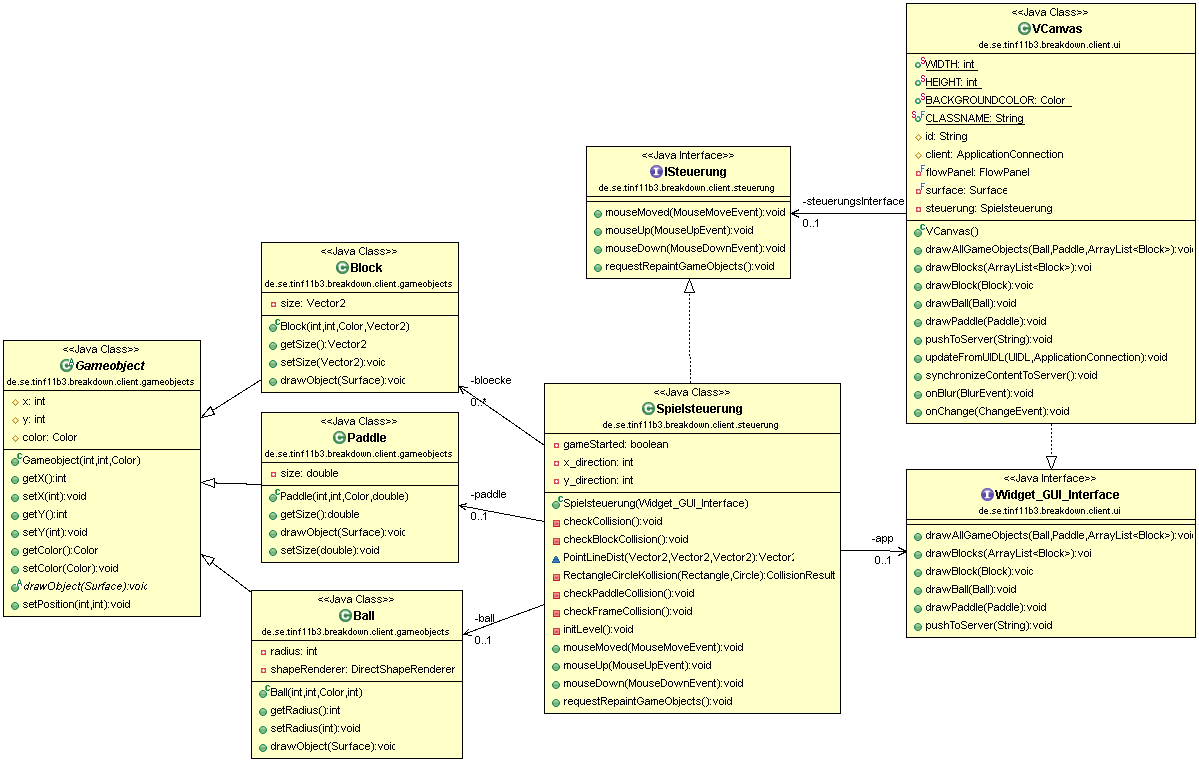 <<Java Class>>
VCanvas
de.se.tinf11b3.breakdown.client.ui
WIDTH: int
HEIGHT: int
BACKGROUNDCOLOR: Color
CLASSNAME: String
id: String
client: ApplicationConnection
flowPanel: FlowPanel
surface: Surface
steuerung: Spielsteuerung
VCanvas()
drawAllGameObjects(Ball,Paddle,ArrayList<Block>):voi
drawBlocks(ArrayList<Block>):voi
drawBlock(Block):voic
drawBall(Ball):void
drawPaddle(Paddle):void
pushToServer(String):void
updateFromUIDL(UIDL,ApplicationConnection):void
synchronizeContentToServer():void
onBlur(BlurEvent):void
onChange(ChangeEvent):void
<<Java Interface>>
ISteuerung
de.se.tinf11b3.breakdown.client.steuerung
mouseMoved(MouseMoveEvent):void
mouseUp(MouseUpEvent):void
mouseDown(MouseDownEvent):void
requestRepaintGameObjects():void
-steuerungsInterface
0..1
<<Java Class>>
Block
de.se.tinf11b3.breakdown.client.gameobjects
size: Vector2
Block(int,int,Color,Vector2)
getSize():Vector2
setSize(Vector2):voic
drawObject(Surface):voic
<<Java Class>>
Gameobject
de.se.tinf11b3.breakdown.client.gameobjects
x: int
y: int
color: Color
Gameobject(int,int,Color)
getX():int
setX(int):void
getY():int
setY(int):void
getColor():Color
setColor(Color):void
drawObject(Surface):voic
setPosition(int,int):void
<<Java Class>>
Paddle
de.se.tinf11b3.breakdown.client.gameobjects
size: double
Paddle(int,int,Color,double)
getSize():double
drawObject(Surface):voic
setSize(double):void
<<Java Class>>
Ball
de.se.tinf11b3.breakdown.client.gameobjects
radius: int
shapeRenderer: DirectShapeRenderer
Ball(int,int,Color,int)
getRadius():int
setRadius(int):void
drawObject(Surface):voic
-bloecke
0..*
-paddle
0..1
-ball
0..1
<<Java Class>>
Spielsteuerung
de.se.tinf11b3.breakdown.client.steuerung
gameStarted: boolean
x_direction: int
y_direction: int
Spielsteuerung(Widget_GUI_Interface)
checkCollision():void
checkBlockCollision():void
PointLineDist(Vector2,Vector2,Vector2):Vector2
RectangleCircleKollision(Rectangle,Circle):CollisionResult
checkPaddleCollision():void
checkFrameCollision():void
initLevel():void
mouseMoved(MouseMoveEvent):void
mouseUp(MouseUpEvent):void
mouseDown(MouseDownEvent):void
requestRepaintGameObjects():void
-app
0..1
<<Java Interface>>
Widget_GUI_Interface
de.se.tinf11b3.breakdown.client.ui
drawAllGameObjects(Ball,Paddle,ArrayList<Block>):voi
drawBlocks(ArrayList<Block>):voi
drawBlock(Block):voic
drawBall(Ball):void
drawPaddle(Paddle):void
pushToServer(String):void